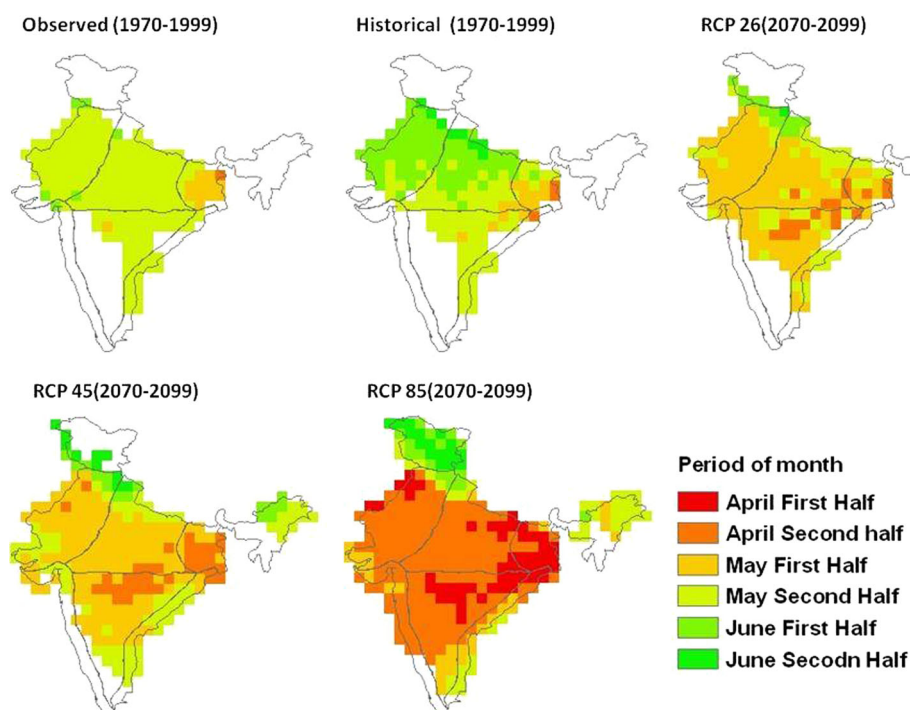 Observed (1970-1999)
Historical (1970-1999)
RCP 26(2070-2099)
RCP 45(2070-2099)
RCP 85(2070-2099)
Period of month
April First Half
April Second half
May First Half
May Second Half
June First Half
June Secodn Half